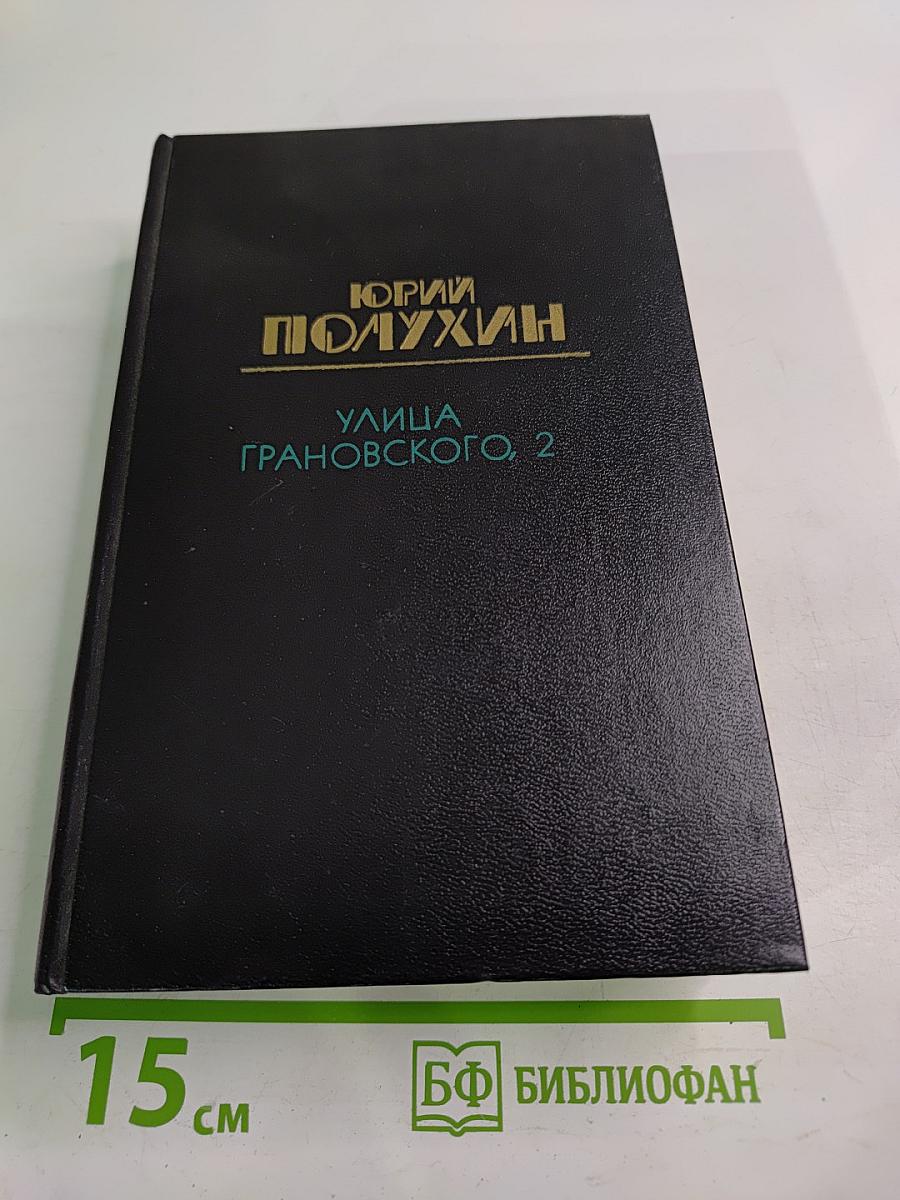 ЮРИЙ
ПОЛУХИН
УЛИЦА
ГРАНОВСКОГО, 2
15 см
БФ БИБЛИОФАН